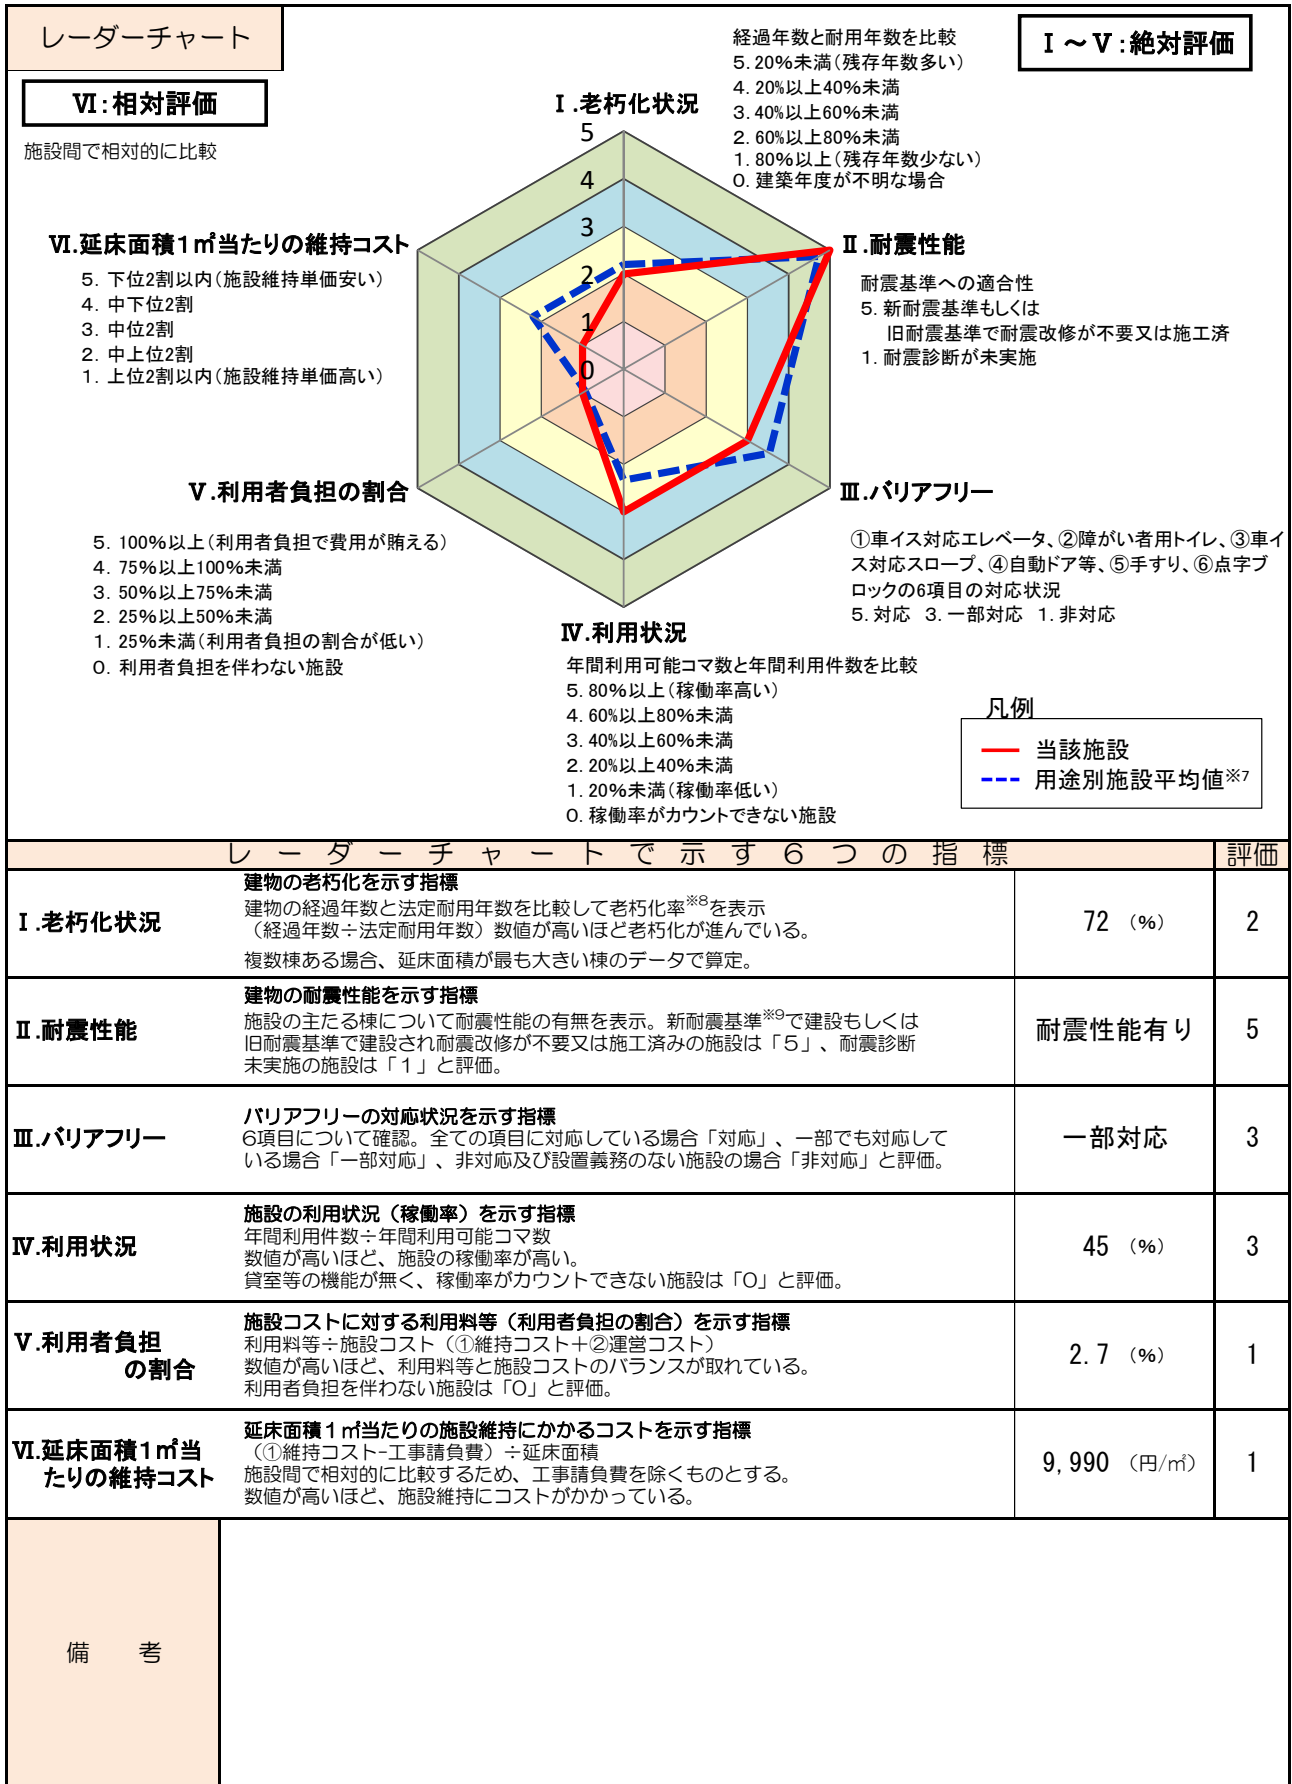 レーダーチャート
Ⅰ～Ⅴ:絶対評価
Ⅵ:相対評価
施設間で相対的に比較
Ⅰ.老朽化状況
経過年数と耐用年数を比較
5.20%未満(残存年数多い)
4.20%以上40%未満
3.40%以上60%未満
2.60%以上80%未満
1.80%以上(残存年数少ない)
0.建築年度が不明な場合
5
4
3
2
1
0
Ⅱ.耐震性能
耐震基準への適合性
5.新耐震基準もしくは
旧耐震基準で耐震改修が不要又は施工済
1.耐震診断が未実施
Ⅵ.延床面積1㎡当たりの維持コスト
5.下位2割以内(施設維持単価安い)
4.中下位2割
3.中位2割
2.中上位2割
1.上位2割以内(施設維持単価高い)
Ⅴ.利用者負担の割合
5.100%以上(利用者負担で費用が賄える)
4.75%以上100%未満
3.50%以上75%未満
2.25%以上50%未満
1.25%未満(利用者負担の割合が低い)
0.利用者負担を伴わない施設
Ⅲ.バリアフリー
①車イス対応エレベータ、②障がい者用トイレ、③車イ
ス対応スロープ、④自動ドア等、⑤手すり、⑥点字ブ
ロックの6項目の対応状況
5.対応 3.一部対応 1.非対応
Ⅳ.利用状況
年間利用可能コマ数と年間利用件数を比較
5.80%以上(稼働率高い)
4.60%以上80%未満
3.40%以上60%未満
2.20%以上40%未満
1.20%未満(稼働率低い)
0.稼働率がカウントできない施設
凡例
当該施設
用途別施設平均値※7
レーダーチャートで示す6つの指標 評価
Ⅰ.老朽化状況
建物の老朽化を示す指標
建物の経過年数と法定耐用年数を比較して老朽化率※8を表示
（経過年数÷法定耐用年数）数値が高いほど老朽化が進んでいる。
複数棟ある場合、延床面積が最も大きい棟のデータで算定。
72 (%) 2
Ⅱ.耐震性能
建物の耐震性能を示す指標
施設の主たる棟について耐震性能の有無を表示。新耐震基準※9で建設もしくは
旧耐震基準で建設され耐震改修が不要又は施工済みの施設は「5」、耐震診断
未実施の施設は「1」と評価。
耐震性能有り 5
Ⅲ.バリアフリー
バリアフリーの対応状況を示す指標
6項目について確認。全ての項目に対応している場合「対応」、一部でも対応して
いる場合「一部対応」、非対応及び設置義務のない施設の場合「非対応」と評価。
一部対応 3
Ⅳ.利用状況
施設の利用状況（稼働率）を示す指標
年間利用件数÷年間利用可能コマ数
数値が高いほど、施設の稼働率が高い。
貸室等の機能が無く、稼働率がカウントできない施設は「0」と評価。
45 (%) 3
Ⅴ.利用者負担
の割合
施設コストに対する利用料等（利用者負担の割合）を示す指標
利用料等÷施設コスト（①維持コスト+②運営コスト）
数値が高いほど、利用料等と施設コストのバランスが取れている。
利用者負担を伴わない施設は「0」と評価。
2.7 (%) 1
Ⅵ.延床面積1㎡当
たりの維持コスト
延床面積1㎡当たりの施設維持にかかるコストを示す指標
（①維持コスト-工事請負費）÷延床面積
施設間で相対的に比較するため、工事請負費を除くものとする。
数値が高いほど、施設維持にコストがかかっている。
9,990 (円/㎡) 1
備 考